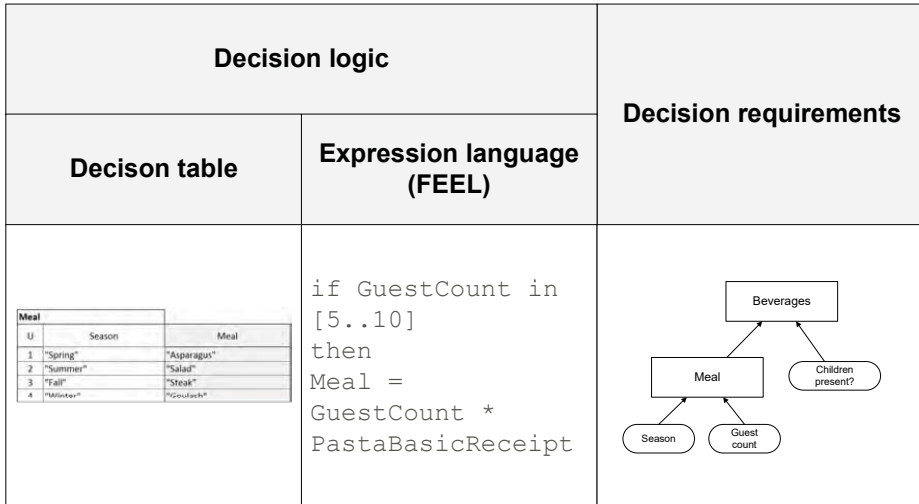 Decision logic
Decision requirements
Decison table
Expression language
(FEEL)
Meal
U Season Meal
1 "Spring" "Asparagus"
2 "Summer" "Salad"
3 "Fall" "Steak"
4 "Winter" "Goulash"
if GuestCount in
[5..10]
then
Meal =
GuestCount *
PastaBasicReceipt
Beverages
Meal
Children
present?
Season
Guest
count